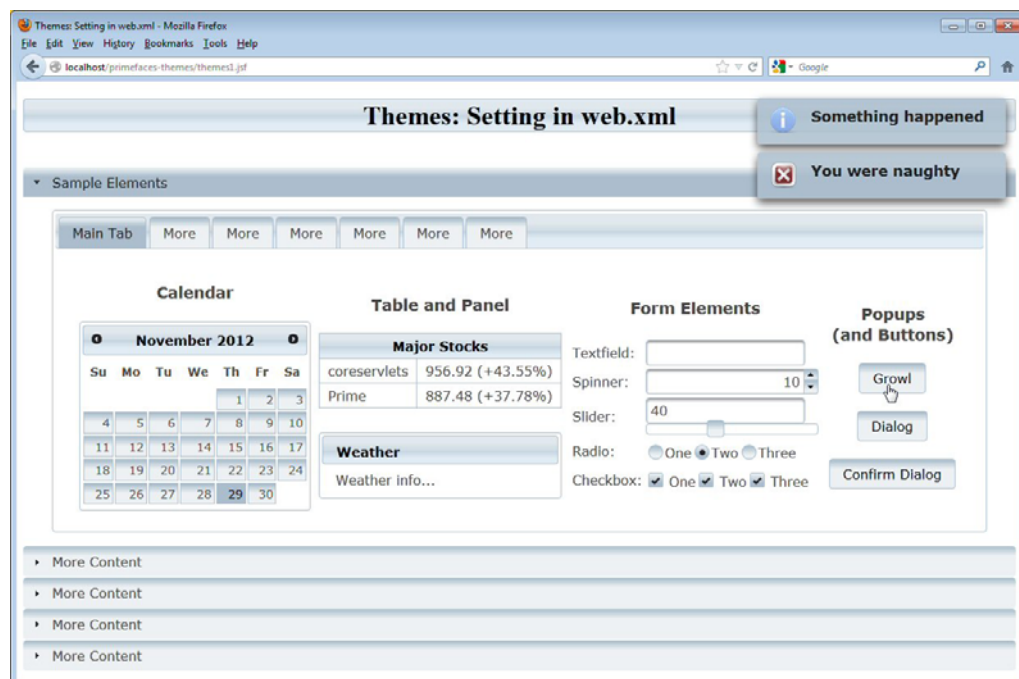 Themes: Setting in web.xml - Mozilla Firefox
File Edit View History Bookmarks Tools Help
localhost/primefaces-themes/themes1.jsf
Google
Themes: Setting in web.xml
Something happened
You were naughty
Sample Elements
Main Tab More More More More More More
Calendar
November 2012
Su Mo Tu We Th Fr Sa
1 2 3
4 5 6 7 8 9 10
11 12 13 14 15 16 17
18 19 20 21 22 23 24
25 26 27 28 29 30
Table and Panel
Major Stocks
coreservlets 956.92 (+43.55%)
Prime 887.48 (+37.78%)
Weather
Weather info...
Form Elements
Textfield:
Spinner: 10
Slider: 40
Radio: One Two Three
Checkbox: One Two Three
Popups
(and Buttons)
Growl
Dialog
Confirm Dialog
More Content
More Content
More Content
More Content